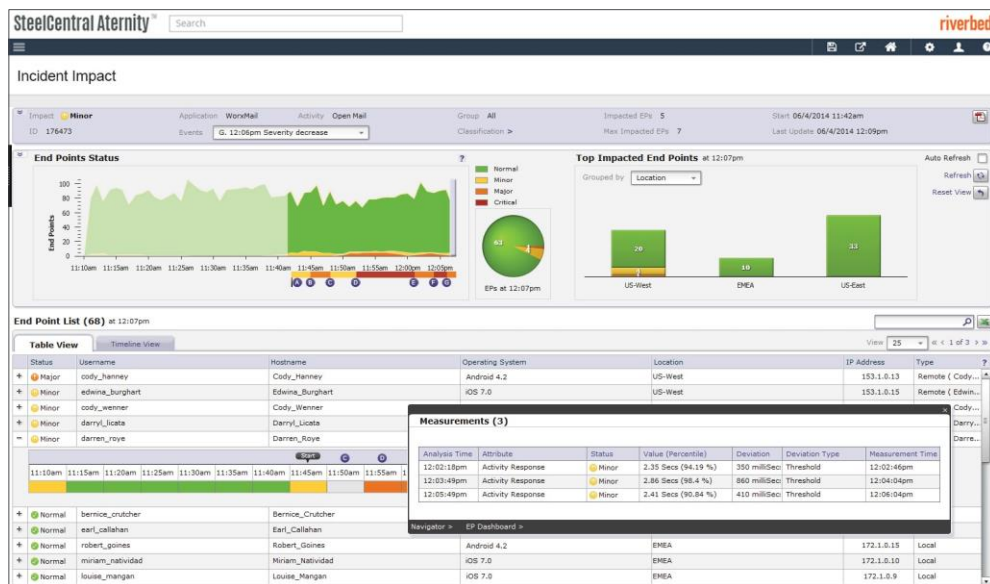 SteelCentral Aternity™ Search riverbed
Incident Impact
Impact Minor Application WorxMail Activity Open Mail Group All Impacted EPs 5 Start 06/4/2014 11:42am
ID 176473 Events G. 12:06pm Severity decrease Classification > Max Impacted EPs 7 Last Update 06/4/2014 12:09pm
End Points Status ? Top Impacted End Points at 12:07pm Auto Refresh
Normal
Minor
Major
Critical
Grouped by Location
Refresh
Reset View
End Points
100
80
60
40
20
0
11:10am 11:15am 11:20am 11:25am 11:30am 11:35am 11:40am 11:45am 11:50am 11:55am 12:00pm 12:05pm
A B C D E F G
63
EPs at 12:07pm
20 10 33
US-West EMEA US-East
End Point List (68) at 12:07pm
Table View Timeline View View 25 « < 1 of 3 > »
Status Username Hostname Operating System Location IP Address Type ?
+ Major cody_hanney Cody_Hanney Android 4.2 US-West 153.1.0.13 Remote ( Cody...
+ Minor edwina_burghart Edwina_Burghart iOS 7.0 US-West 153.1.0.15 Remote ( Edwin...
+ Minor cody_wenner Cody_Wenner Cody...
+ Minor darryl_licata Darryl_Licata Darry...
- Minor darren_roye Darren_Roye Darre...
Start C D
11:10am 11:15am 11:20am 11:25am 11:30am 11:35am 11:40am 11:45am 11:50am 11:55am 1
Measurements (3) x
Analysis Time Attribute Status Value (Percentile) Deviation Deviation Type Measurement Time
12:02:18pm Activity Response Minor 2.35 Secs (94.19 %) 350 milliSec Threshold 12:02:46pm
12:03:49pm Activity Response Minor 2.86 Secs (98.4 %) 860 milliSec Threshold 12:04:04pm
12:05:49pm Activity Response Minor 2.41 Secs (90.84 %) 410 milliSec Threshold 12:06:04pm
Navigator » EP Dashboard »
+ Normal bernice_crutcher Bernice_Crutcher
+ Normal earl_callahan Earl_Callahan
+ Normal robert_goines Robert_Goines Android 4.2 EMEA 172.1.0.15 Local
+ Normal miriam_natividad Miriam_Natividad iOS 7.0 EMEA 172.1.0.10 Local
+ Normal louise_mangan Louise_Mangan iOS 7.0 EMEA 172.1.0.9 Local